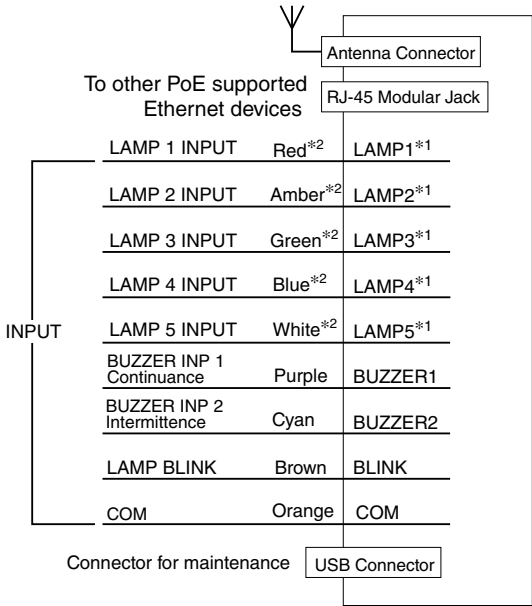 Antenna Connector
To other PoE supported
Ethernet devices
RJ-45 Modular Jack
LAMP 1 INPUT Red*2 LAMP1*1
LAMP 2 INPUT Amber*2 LAMP2*1
LAMP 3 INPUT Green*2 LAMP3*1
LAMP 4 INPUT Blue*2 LAMP4*1
INPUT
LAMP 5 INPUT White*2 LAMP5*1
BUZZER INP 1
Continuance Purple BUZZER1
BUZZER INP 2
Intermittence Cyan BUZZER2
LAMP BLINK Brown BLINK
COM Orange COM
Connector for maintenance USB Connector